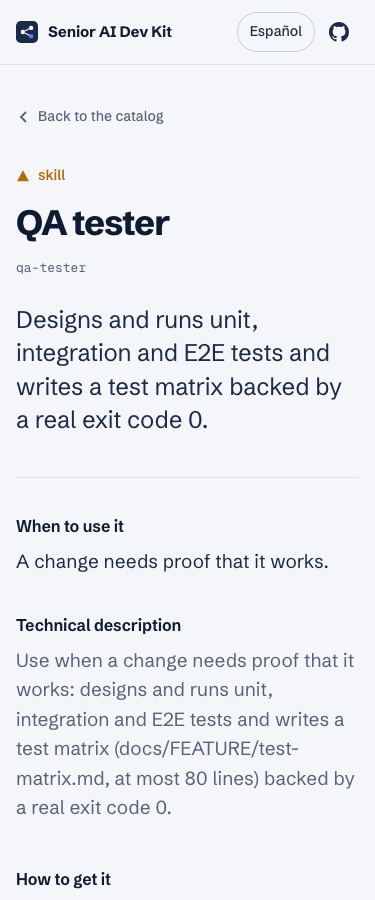 Senior AI Dev Kit
Español
Back to the catalog
skill
QA tester
qa-tester
Designs and runs unit,
integration and E2E tests and
writes a test matrix backed by
a real exit code 0.
When to use it
A change needs proof that it works.
Technical description
Use when a change needs proof that it
works: designs and runs unit,
integration and E2E tests and writes a
test matrix (docs/FEATURE/test-
matrix.md, at most 80 lines) backed by
a real exit code 0.
How to get it